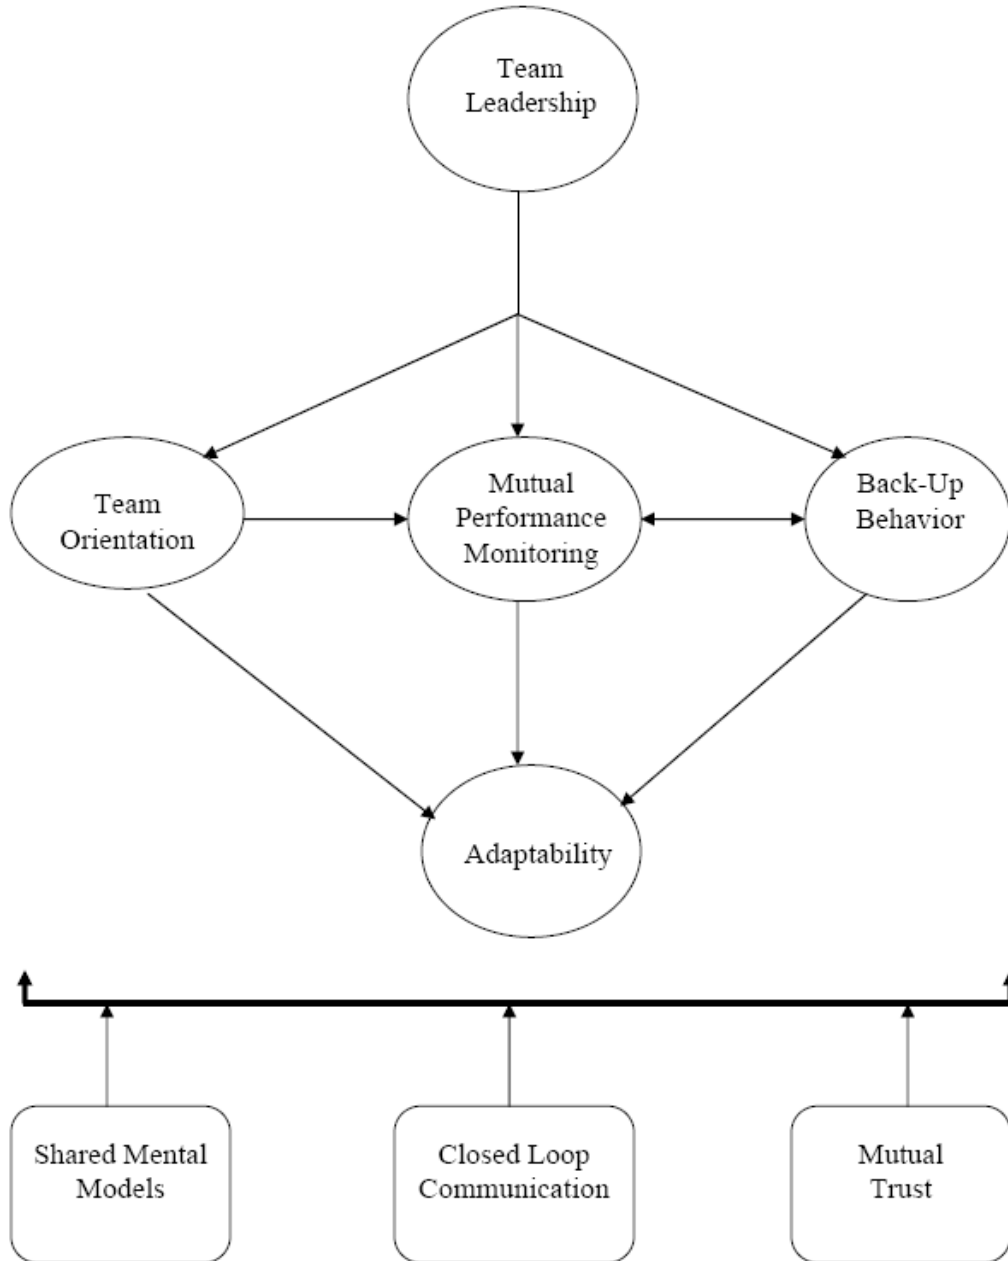 Team
Leadership
Team
Orientation
Mutual
Performance
Monitoring
Back-Up
Behavior
Adaptability
Shared Mental
Models
Closed Loop
Communication
Mutual
Trust